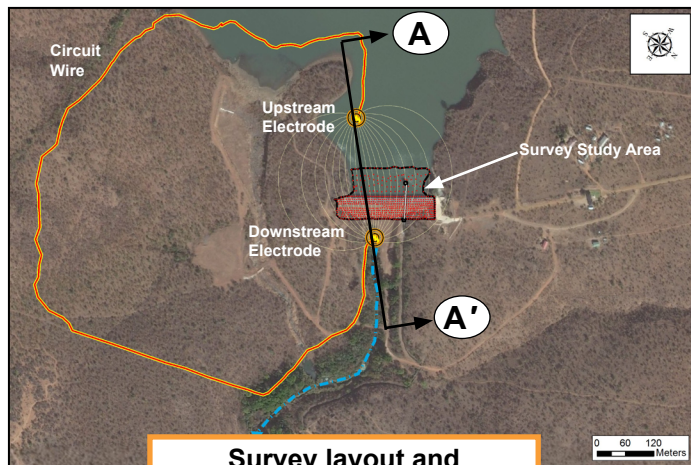 A
Circuit
Wire
Upstream
Electrode
Survey Study Area
Downstream
Electrode
A'
0 60 120
Meters
Survey layout and